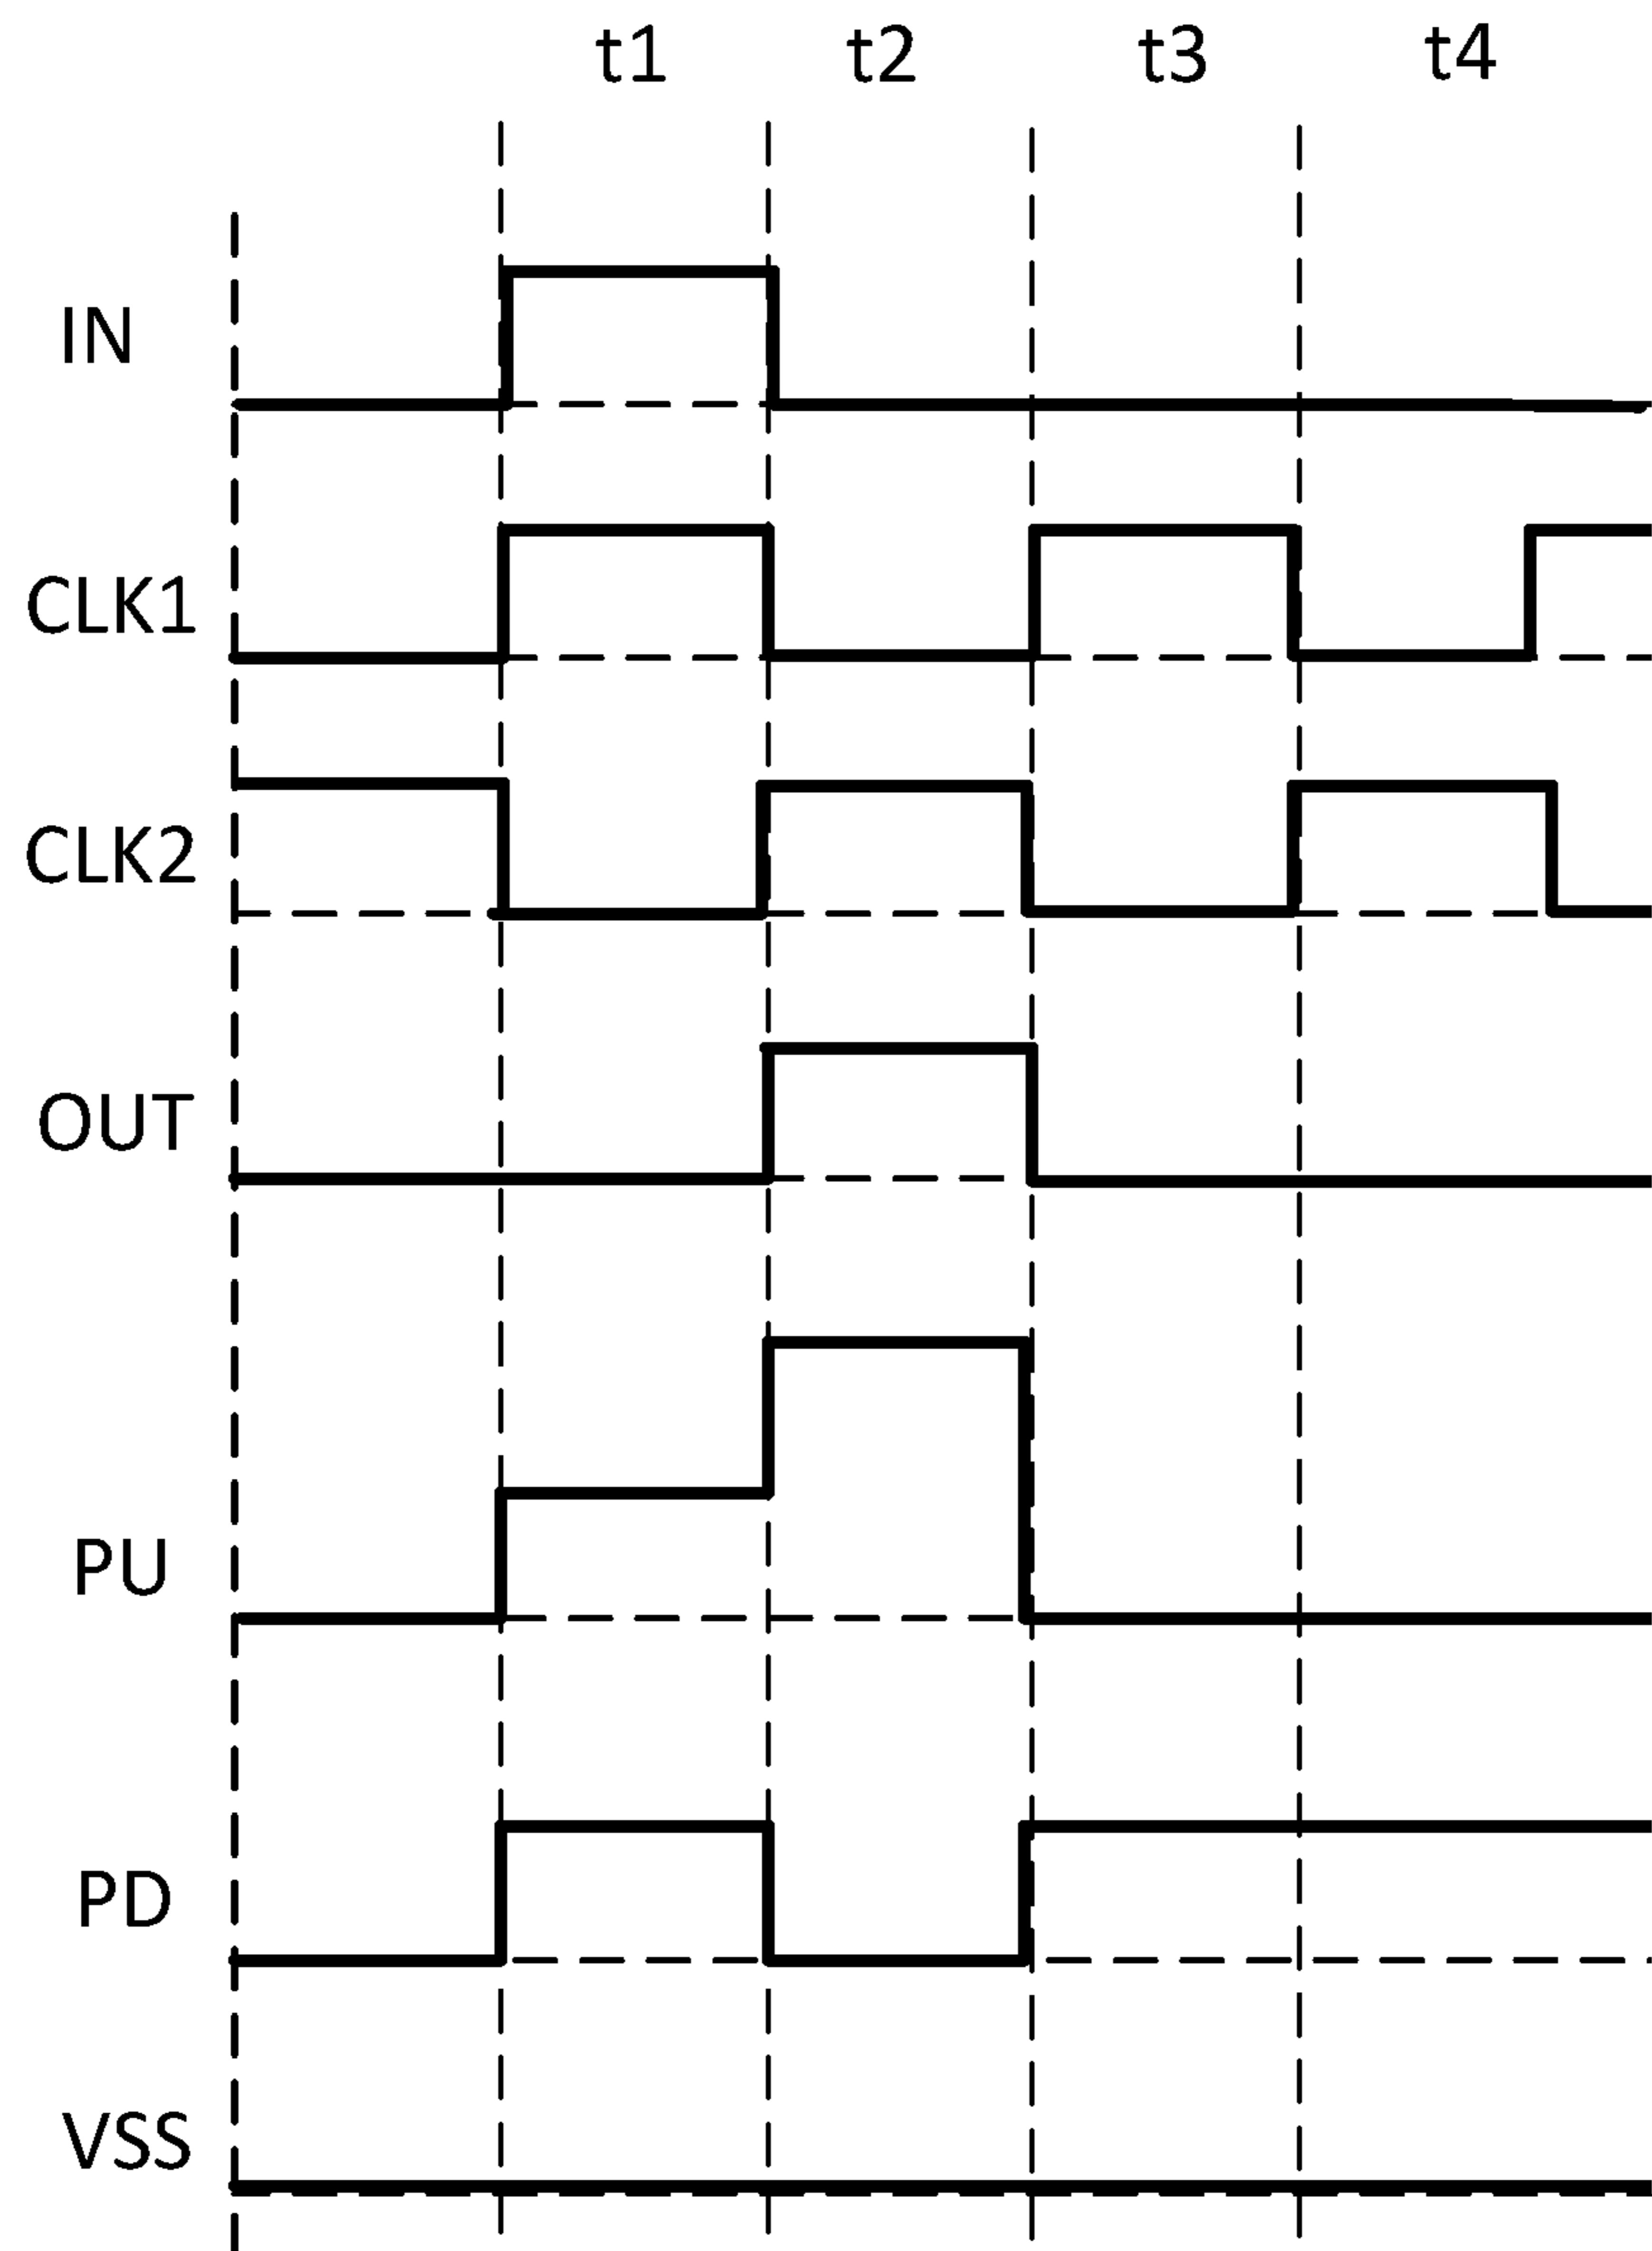 t1 t2 t3 t4
IN
CLK1
CLK2
OUT
PU
PD
VSS